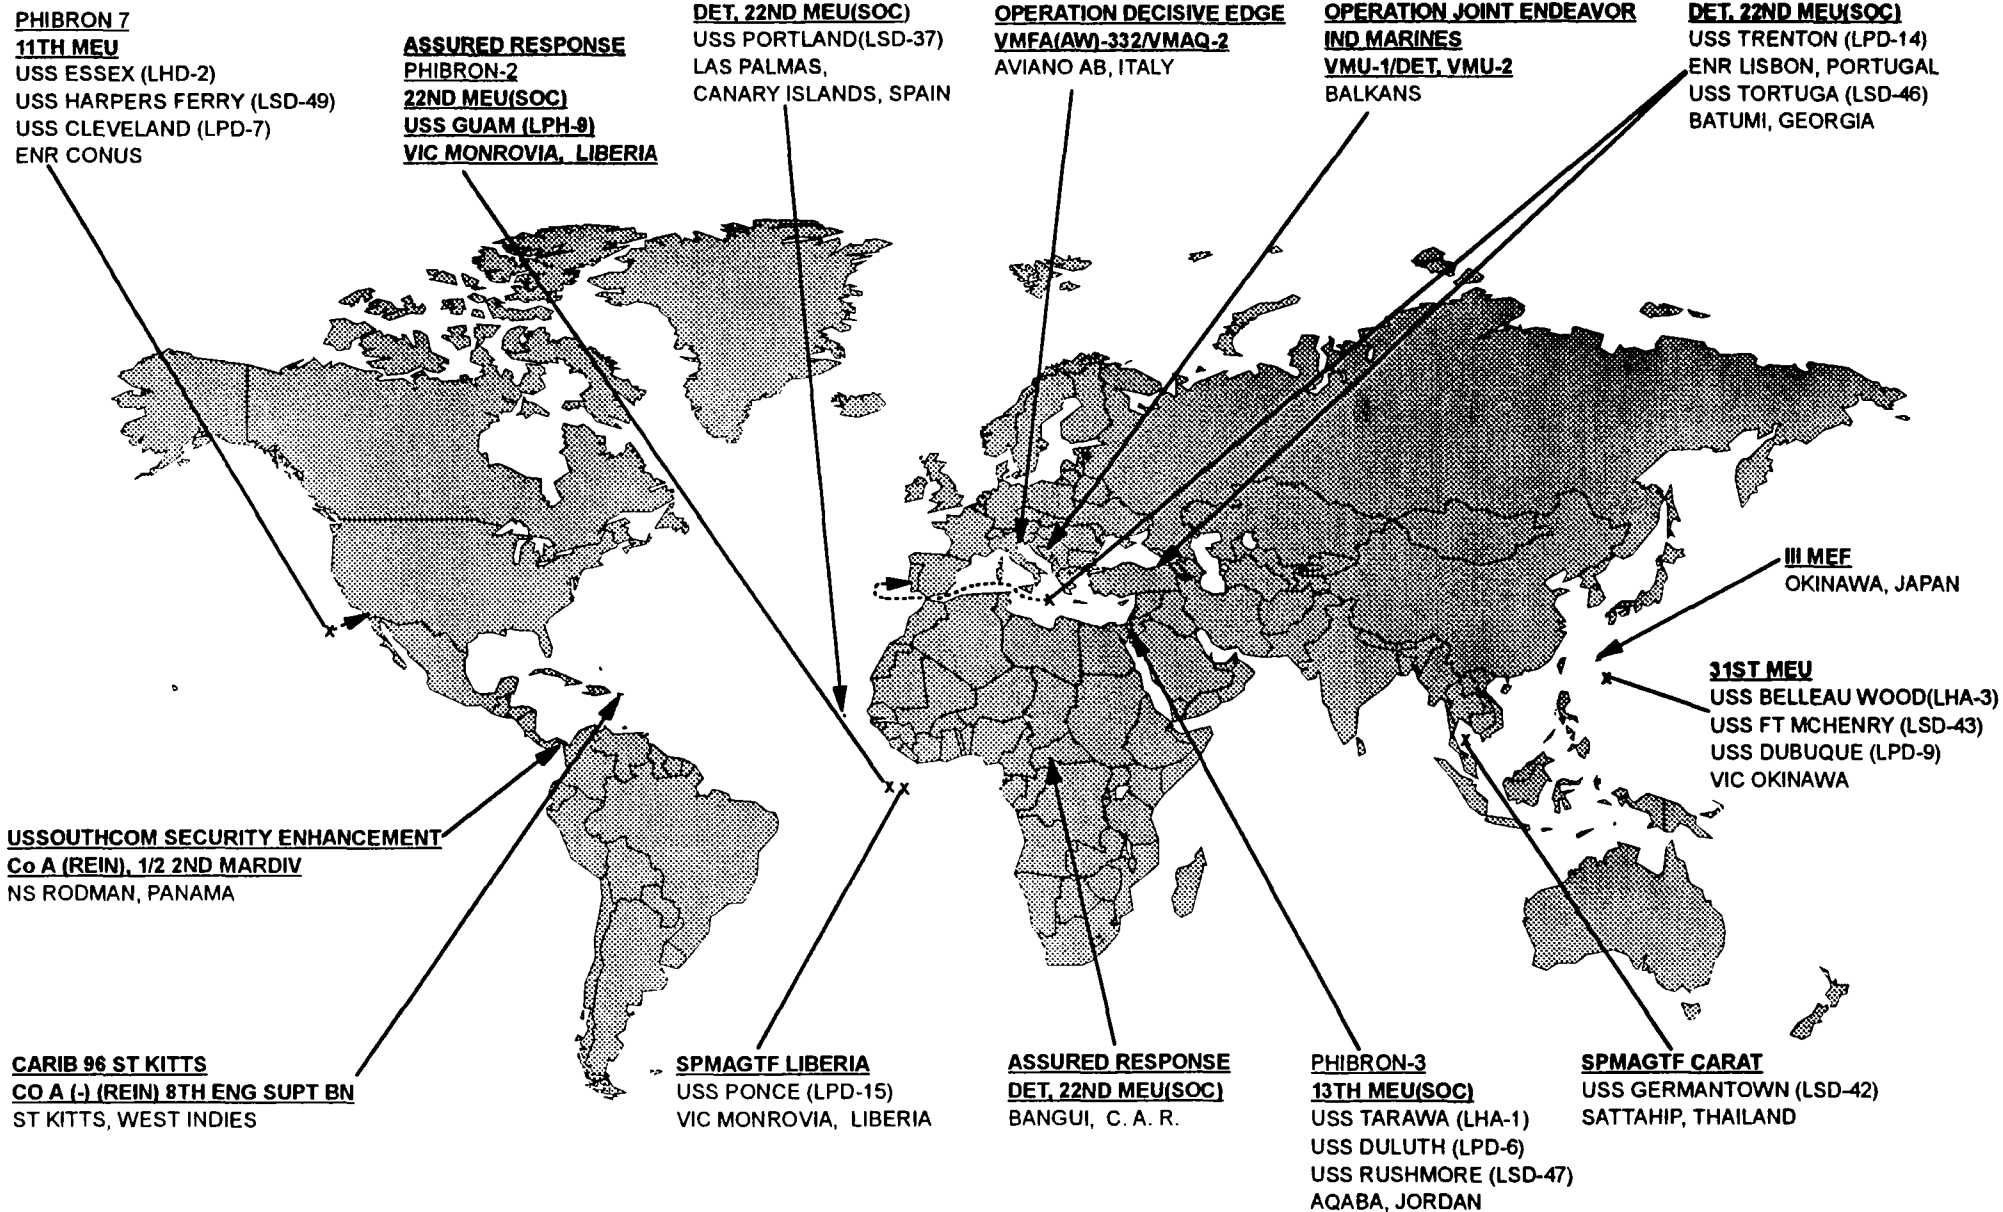 PHIBRON 7
11TH MEU
USS ESSEX (LHD-2)
USS HARPERS FERRY (LSD-49)
USS CLEVELAND (LPD-7)
ENR CONUS
ASSURED RESPONSE
PHIBRON-2
22ND MEU(SOC)
USS GUAM (LPH-9)
VIC MONROVIA, LIBERIA
DET, 22ND MEU(SOC)
USS PORTLAND(LSD-37)
LAS PALMAS,
CANARY ISLANDS, SPAIN
OPERATION DECISIVE EDGE
VMFA(AW)-332/VMAQ-2
AVIANO AB, ITALY
OPERATION JOINT ENDEAVOR
IND MARINES
VMU-1/DET, VMU-2
BALKANS
DET, 22ND MEU(SOC)
USS TRENTON (LPD-14)
ENR LISBON, PORTUGAL
USS TORTUGA (LSD-46)
BATUMI, GEORGIA
III MEF
OKINAWA, JAPAN
31ST MEU
USS BELLEAU WOOD(LHA-3)
USS FT MCHENRY (LSD-43)
USS DUBUQUE (LPD-9)
VIC OKINAWA
USSOUTHCOM SECURITY ENHANCEMENT
Co A (REIN), 1/2 2ND MARDIV
NS RODMAN, PANAMA
CARIB 96 ST KITTS
CO A (-) (REIN) 8TH ENG SUPT BN
ST KITTS, WEST INDIES
SPMAGTF LIBERIA
USS PONCE (LPD-15)
VIC MONROVIA, LIBERIA
ASSURED RESPONSE
DET, 22ND MEU(SOC)
BANGUI, C. A. R.
PHIBRON-3
13TH MEU(SOC)
USS TARAWA (LHA-1)
USS DULUTH (LPD-6)
USS RUSHMORE (LSD-47)
AQABA, JORDAN
SPMAGTF CARAT
USS GERMANTOWN (LSD-42)
SATTAHIP, THAILAND